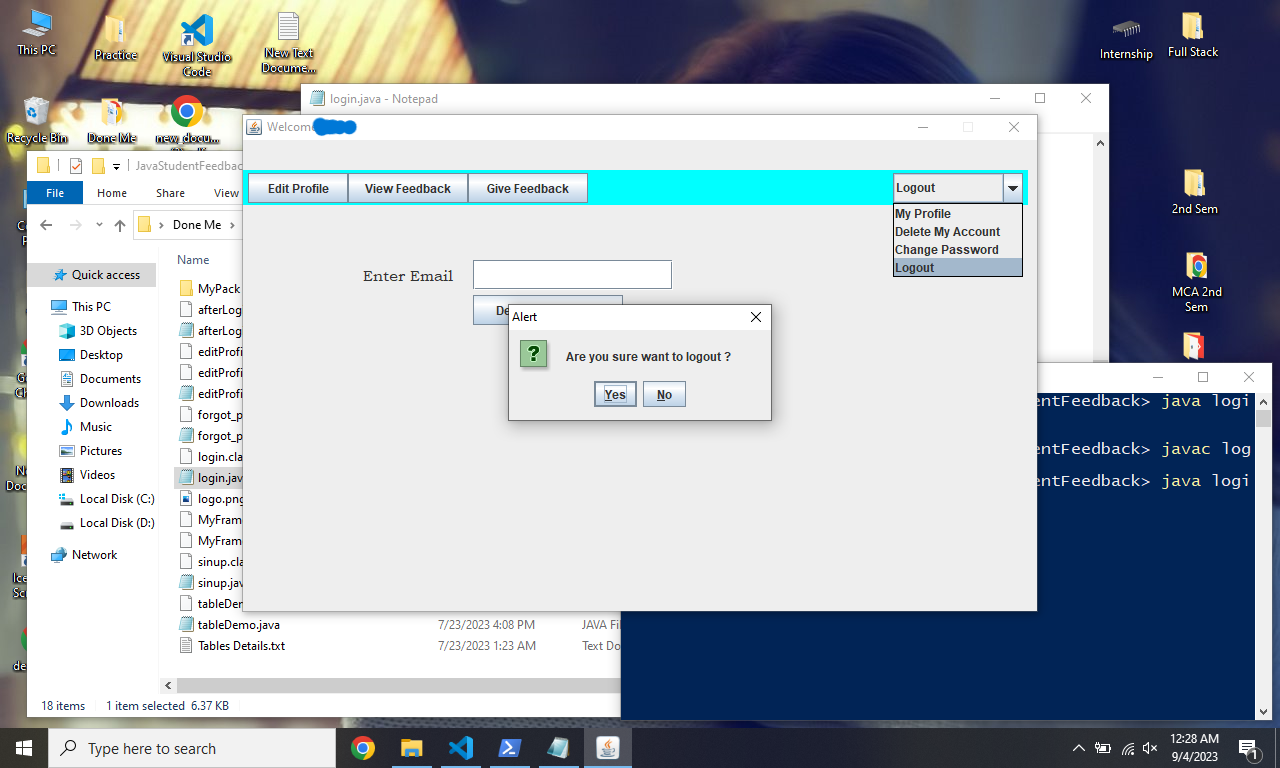 This PC
Practice
Visual Studio
Code
New Text
Docume...
Internship
Full Stack
Recycle Bin
Done Me
new_docu...
2nd Sem
MCA 2nd
Sem
login.java - Notepad
Welcome
Edit Profile
View Feedback
Give Feedback
Logout
My Profile
Delete My Account
Change Password
Logout
Enter Email
De
Alert
Are you sure want to logout ?
Yes
No
JavaStudentFeedbac
File
Home
Share
View
Done Me
Name
Quick access
This PC
3D Objects
Desktop
Documents
Downloads
Music
Pictures
Videos
Local Disk (C:)
Local Disk (D:)
Network
MyPack
afterLog
afterLog
editProfi
editProfi
editProfi
forgot_p
forgot_p
login.cla
login.jav
logo.png
MyFram
MyFram
sinup.cla
sinup.jav
tableDem
tableDemo.java 7/23/2023 4:08 PM JAVA Fil
Tables Details.txt 7/23/2023 1:23 AM Text Do
18 items 1 item selected 6.37 KB
entFeedback> java logi
entFeedback> javac log
entFeedback> java logi
Type here to search
12:28 AM
9/4/2023
1